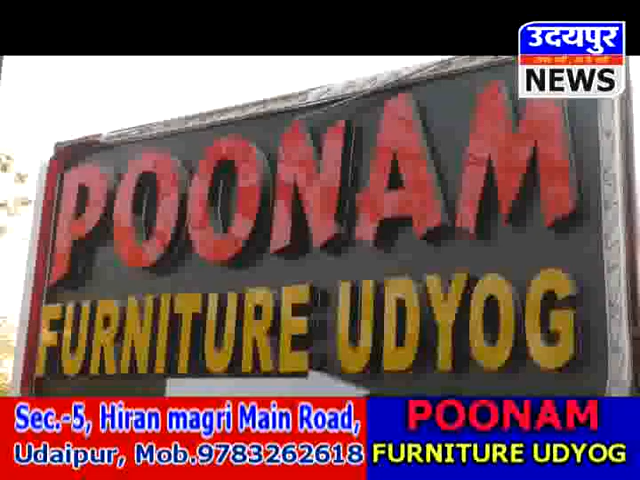 उदयपुर
NEWS
POONAM
FURNITURE UDYOG
Sec.-5, Hiran magri Main Road,
Udaipur, Mob.9783262618
POONAM
FURNITURE UDYOG